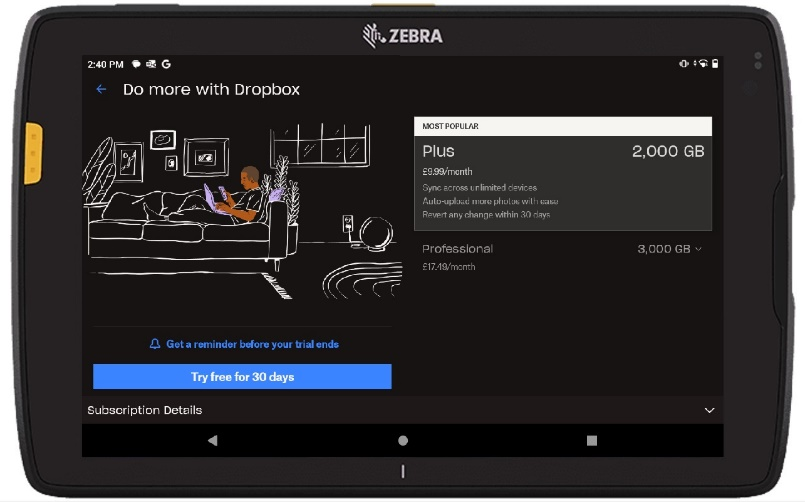 ZEBRA
2:40 PM
Do more with Dropbox
MOST POPULAR
Plus 2,000 GB
£9.99/month
Sync across unlimited devices
Auto-upload more photos with ease
Revert any change within 30 days
Professional 3,000 GB
£17.49/month
Get a reminder before your trial ends
Try free for 30 days
Subscription Details